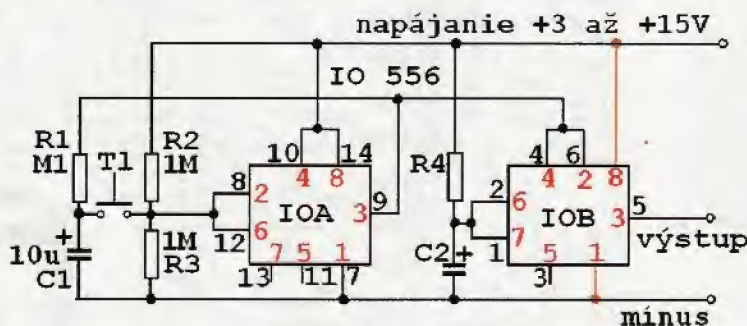 napájanie +3 až +15V
IO 556
R1
M1
T1
R2
1M
10 14
4 8
8
2
IOA
3
9
12
6
7 5 1
13 11 7
1M
R3
10u
+
C1
R4
C2
+
4 6
4 2 8
2
6
IOB
3
5
1
7
5 1
3
výstup
mínus